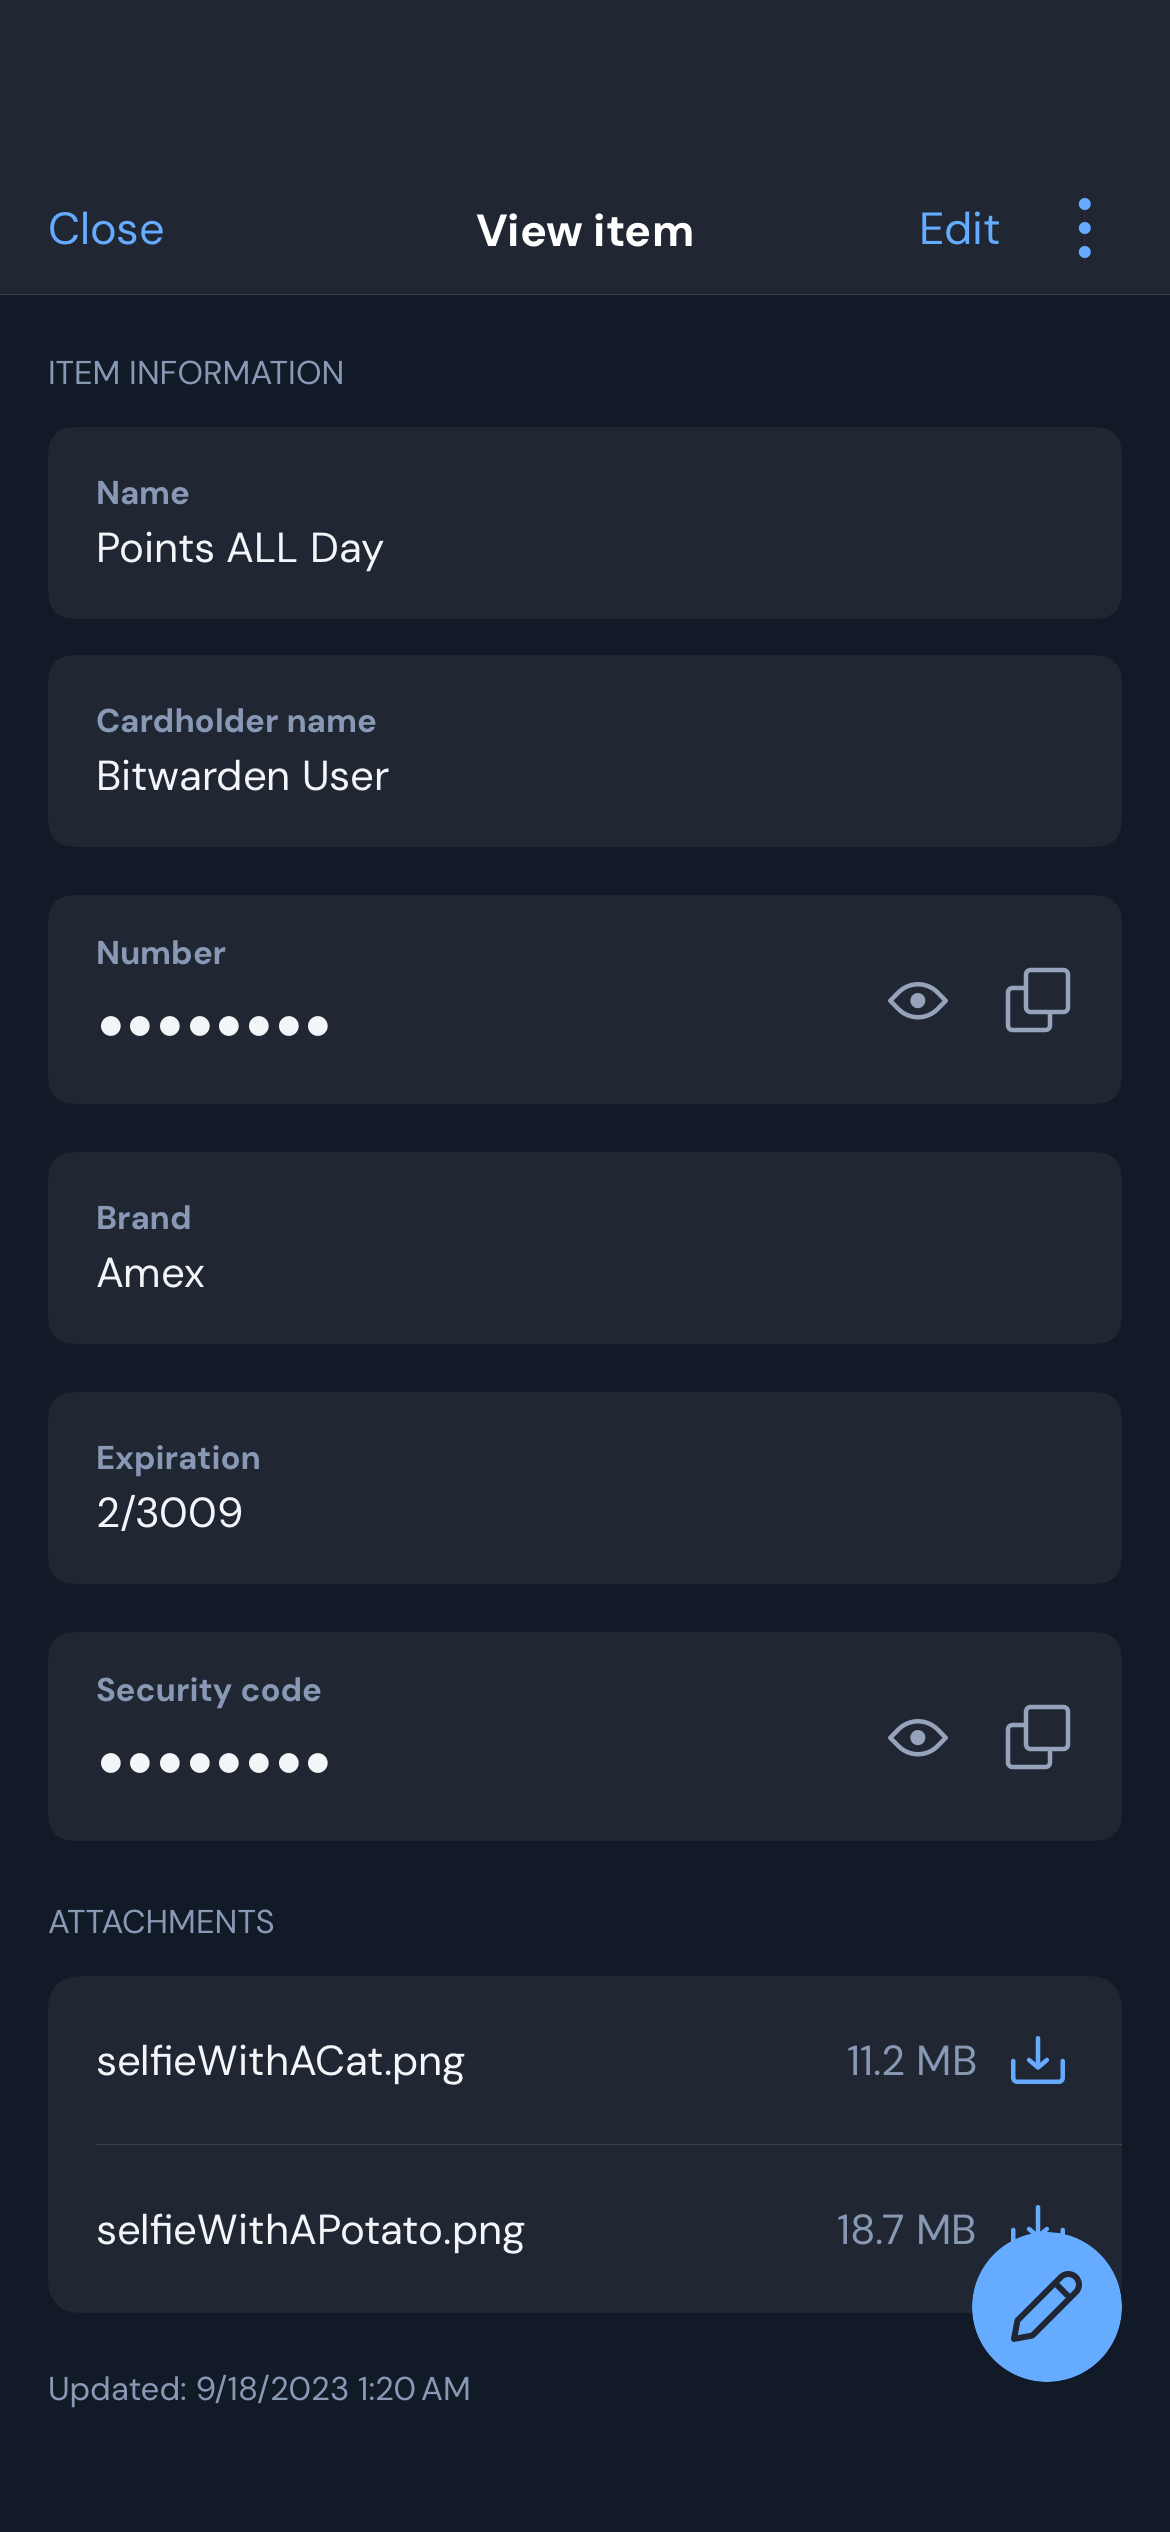 Close
View item
Edit
ITEM INFORMATION
Name
Points ALL Day
Cardholder name
Bitwarden User
Number
●●●●●●●●
Brand
Amex
Expiration
2/3009
Security code
●●●●●●●●
ATTACHMENTS
selfieWithACat.png 11.2 MB
selfieWithAPotato.png 18.7 MB
Updated: 9/18/2023 1:20 AM